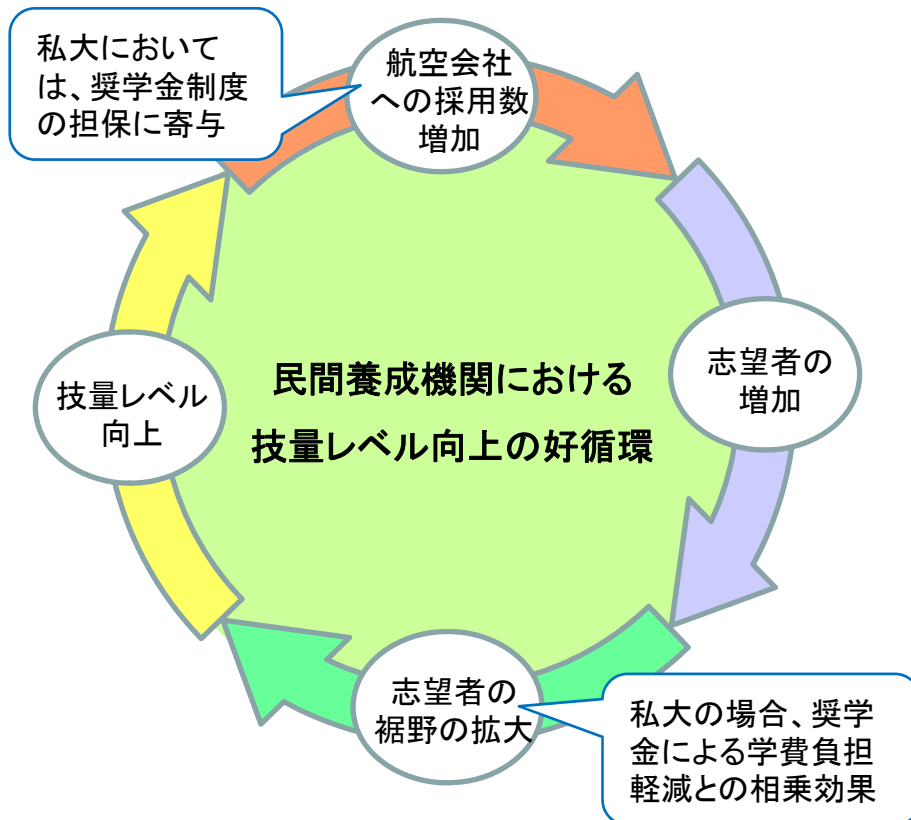 私大において
は、奨学金制度
の担保に寄与
航空会社
への採用数
増加
志望者の
増加
民間養成機関における
技量レベル向上の好循環
技量レベル
向上
志望者の
裾野の拡大
私大の場合、奨学
金による学費負担
軽減との相乗効果